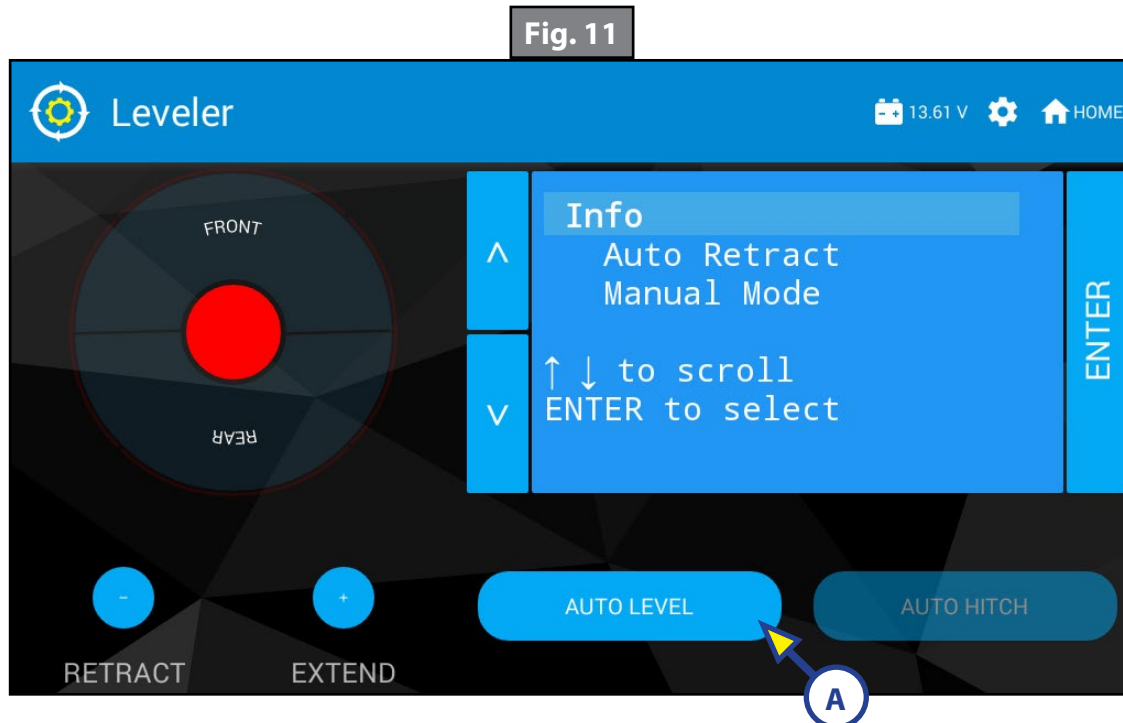 Fig. 11
Leveler
13.61 V
HOME
FRONT
REAR
^
v
Info
Auto Retract
Manual Mode
↑ ↓ to scroll
ENTER to select
ENTER
-
+
RETRACT
EXTEND
AUTO LEVEL
AUTO HITCH
A